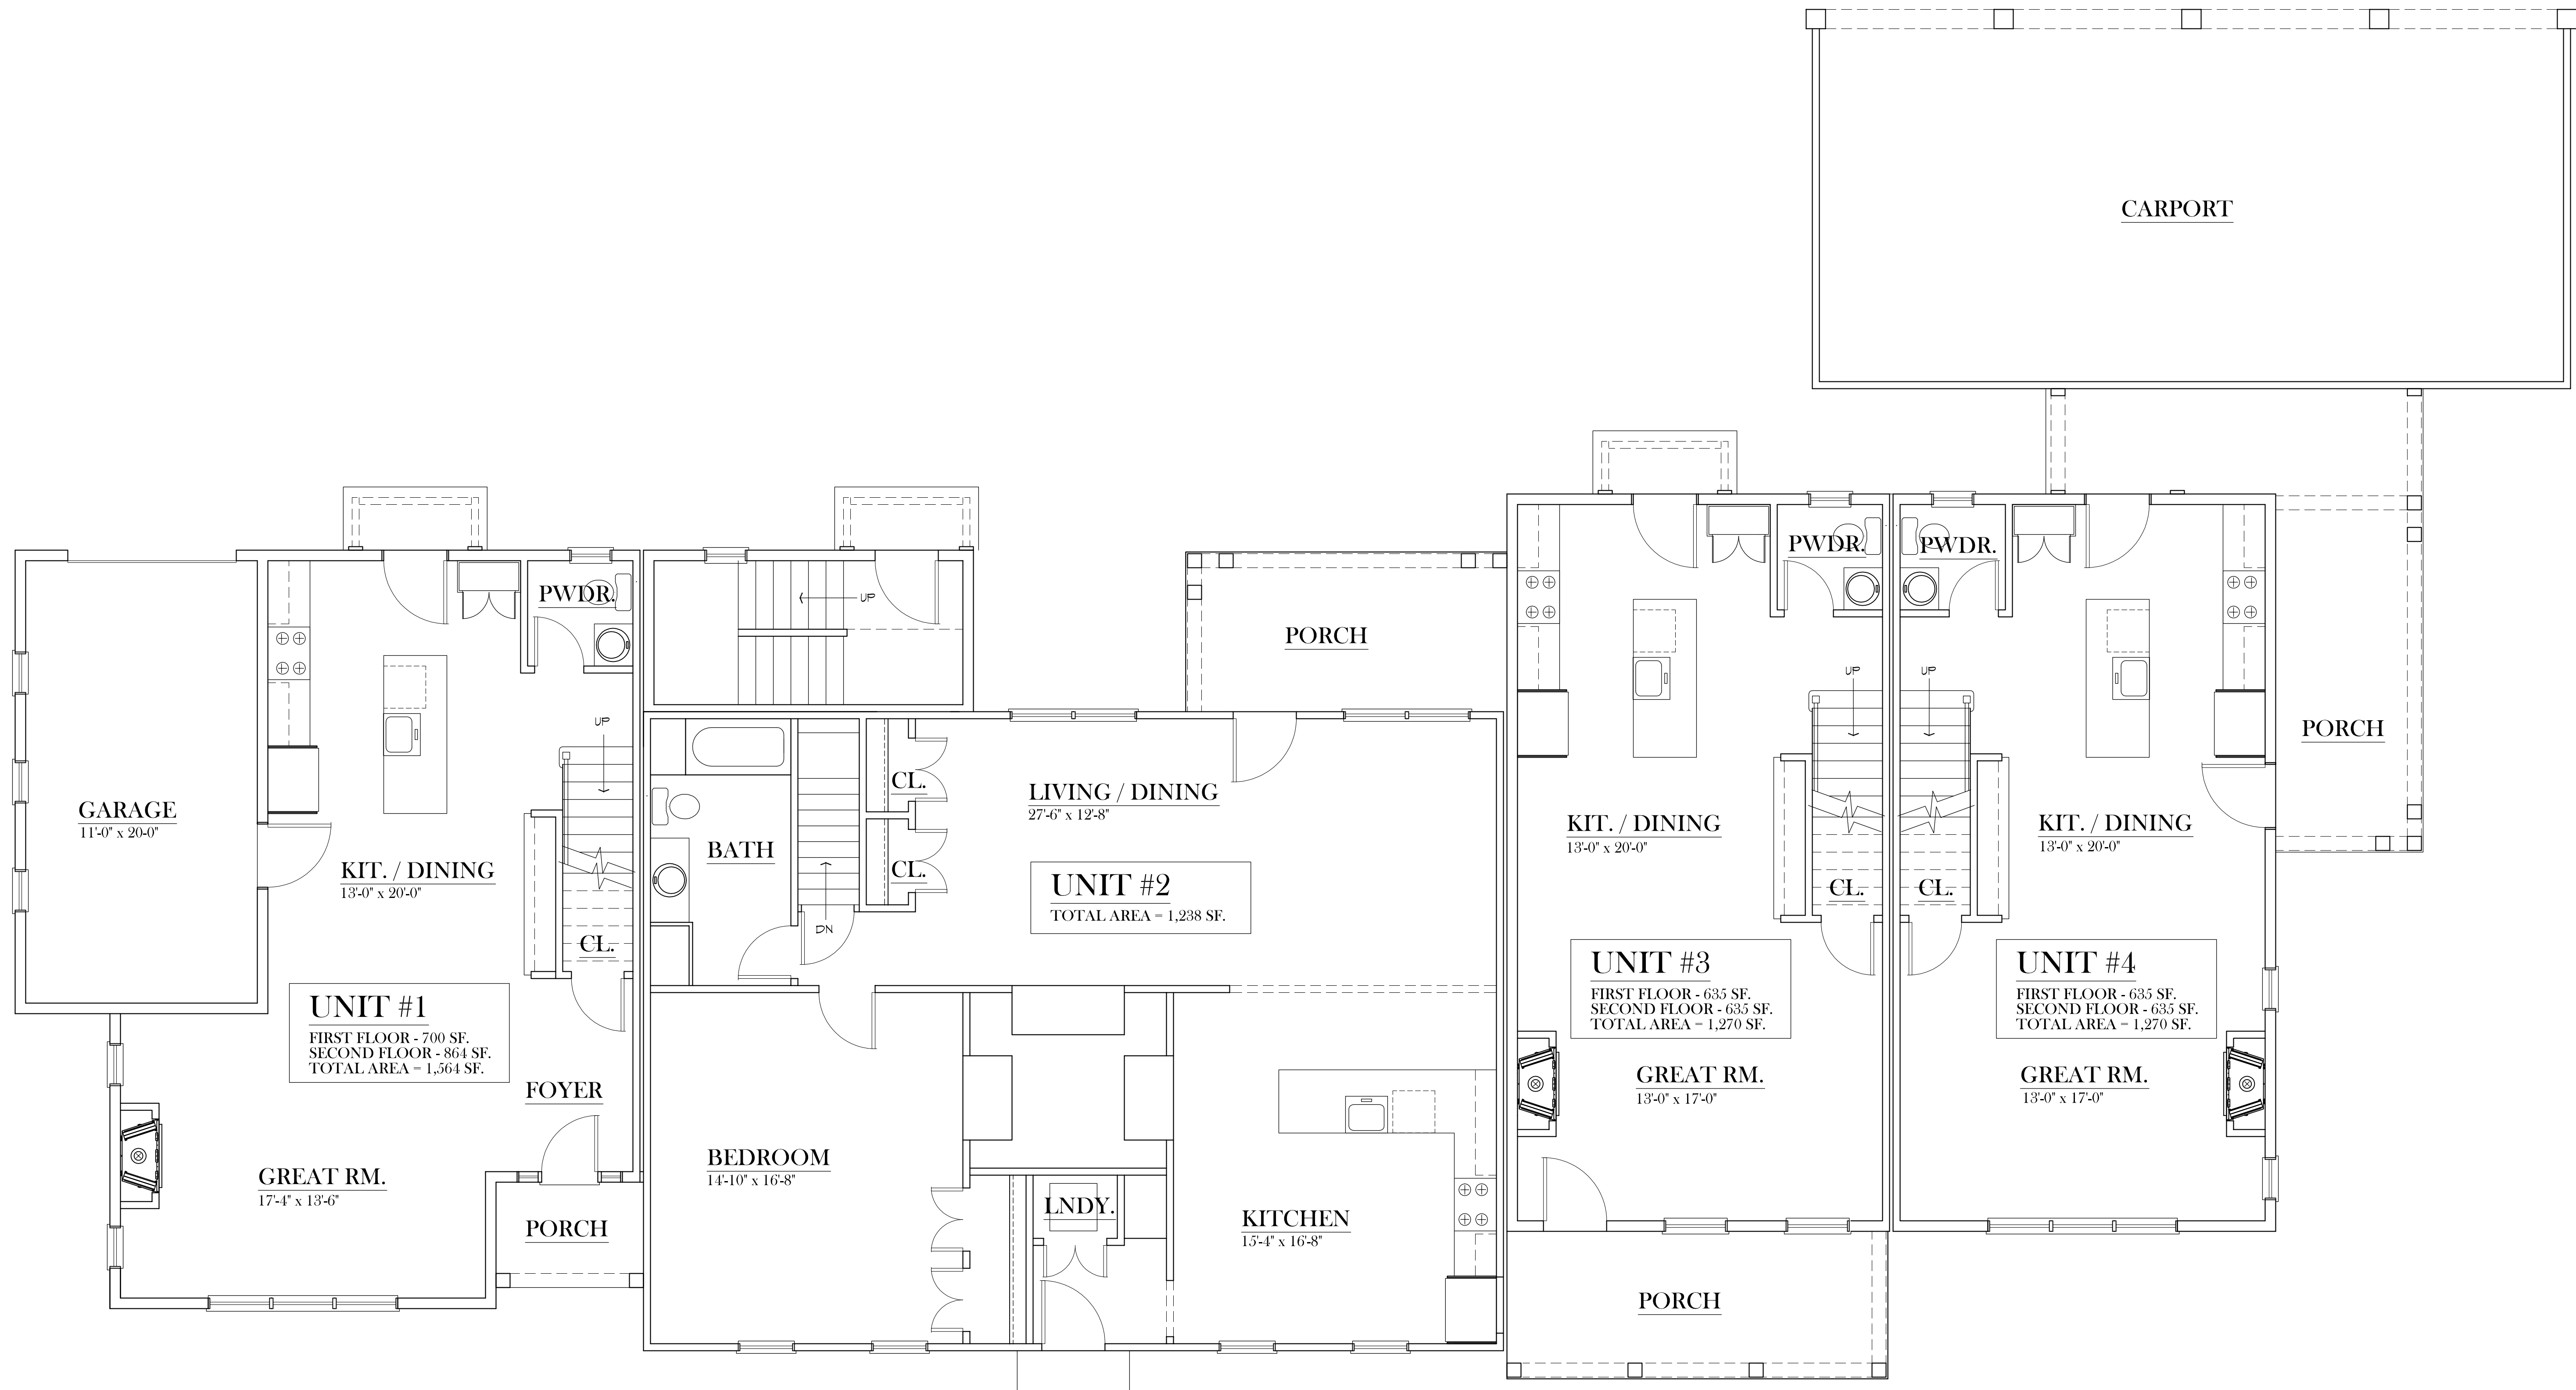 CARPORT
GARAGE
11'-0" x 20-0"
KIT. / DINING
13'-0" x 20'-0"
PWDR.
UP
CL.
UNIT #1
FIRST FLOOR - 700 SF.
SECOND FLOOR - 864 SF.
TOTAL AREA = 1,564 SF.
FOYER
GREAT RM.
17'-4" x 13'-6"
PORCH
UP
BATH
DN
CL.
CL.
PORCH
LIVING / DINING
27'-6" x 12'-8"
UNIT #2
TOTAL AREA = 1,238 SF.
BEDROOM
14'-10" x 16'-8"
LNDY.
KITCHEN
15'-4" x 16'-8"
PWDR.
UP
KIT. / DINING
13'-0" x 20'-0"
CL.
UNIT #3
FIRST FLOOR - 635 SF.
SECOND FLOOR - 635 SF.
TOTAL AREA = 1,270 SF.
GREAT RM.
13'-0" x 17'-0"
PORCH
PWDR.
UP
KIT. / DINING
13'-0" x 20'-0"
CL.
PORCH
UNIT #4
FIRST FLOOR - 635 SF.
SECOND FLOOR - 635 SF.
TOTAL AREA = 1,270 SF.
GREAT RM.
13'-0" x 17'-0"